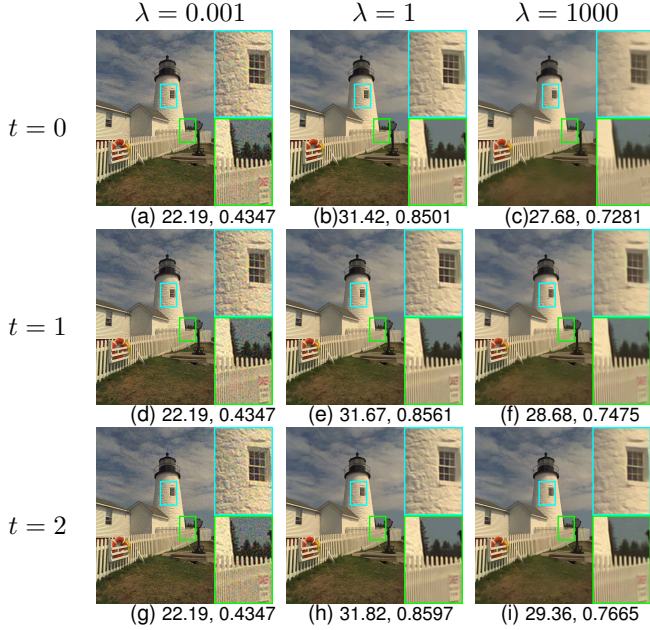 λ = 0.001 λ = 1 λ = 1000
t = 0
(a) 22.19, 0.4347 (b)31.42, 0.8501 (c)27.68, 0.7281
t = 1
(d) 22.19, 0.4347 (e) 31.67, 0.8561 (f) 28.68, 0.7475
t = 2
(g) 22.19, 0.4347 (h) 31.82, 0.8597 (i) 29.36, 0.7665